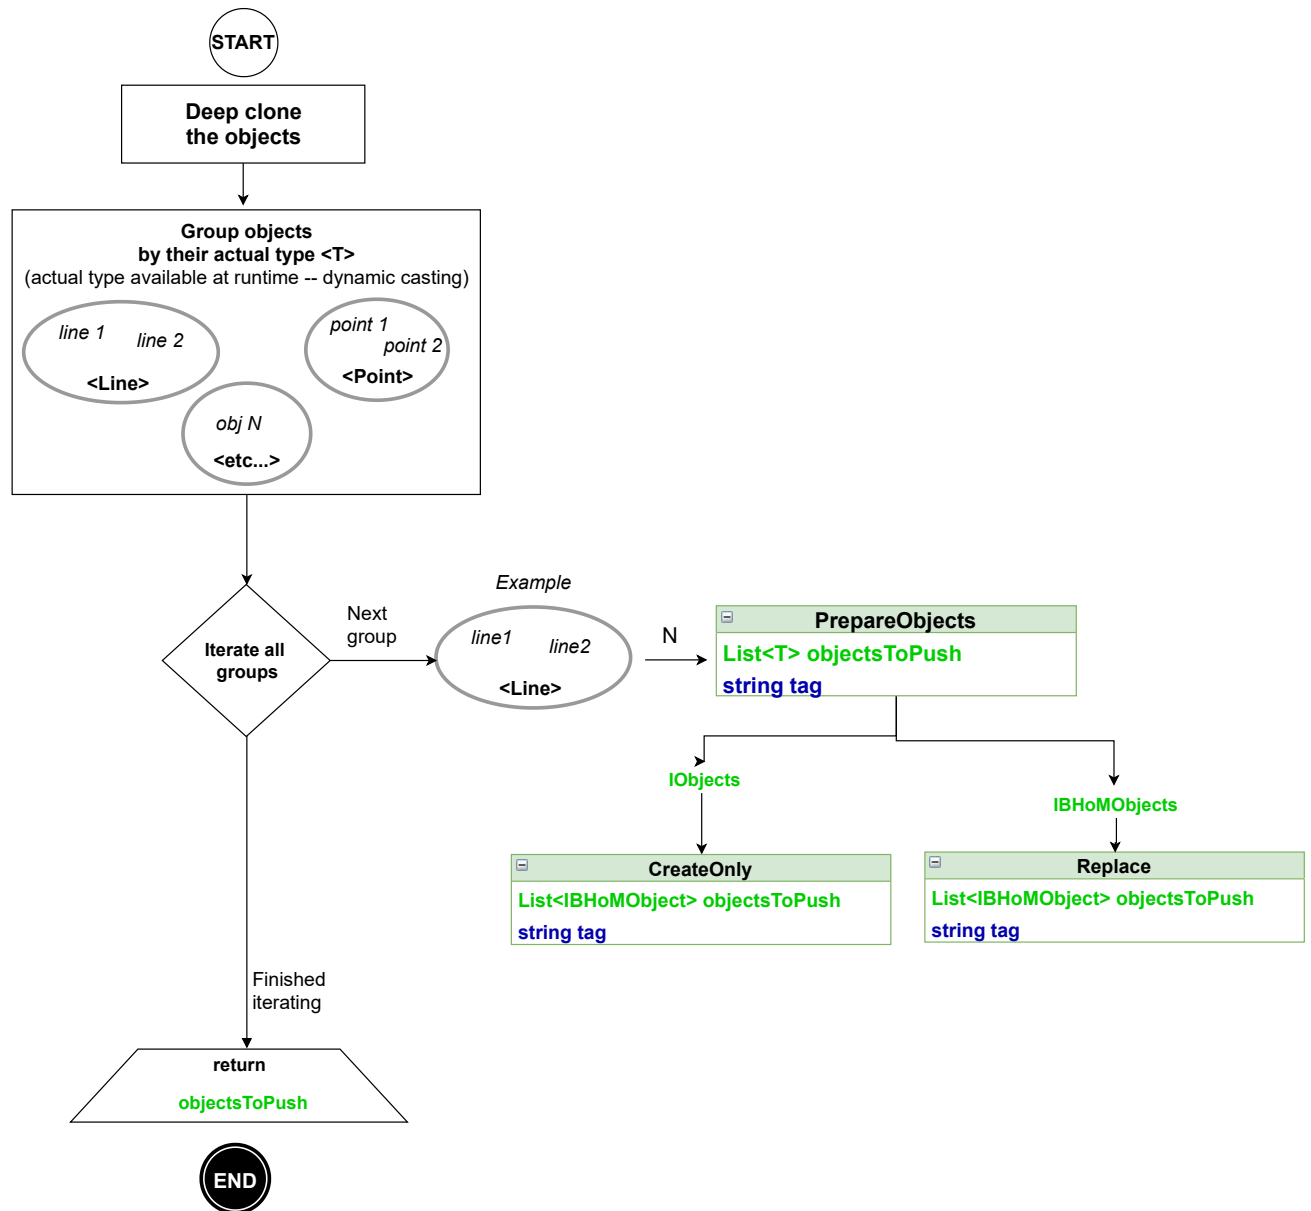 START
Deep clone
the objects
Group objects
by their actual type <T>
(actual type available at runtime -- dynamic casting)
line 1
line 2
<Line>
point 1
point 2
<Point>
obj N
<etc...>
Iterate all
groups
Next
group
Example
line1
line2
<Line>
N
PrepareObjects
List<T> objectsToPush
string tag
IObjects
IBHoMObjects
CreateOnly
List<IBHoMObject> objectsToPush
string tag
Replace
List<IBHoMObject> objectsToPush
string tag
Finished
iterating
return
objectsToPush
END